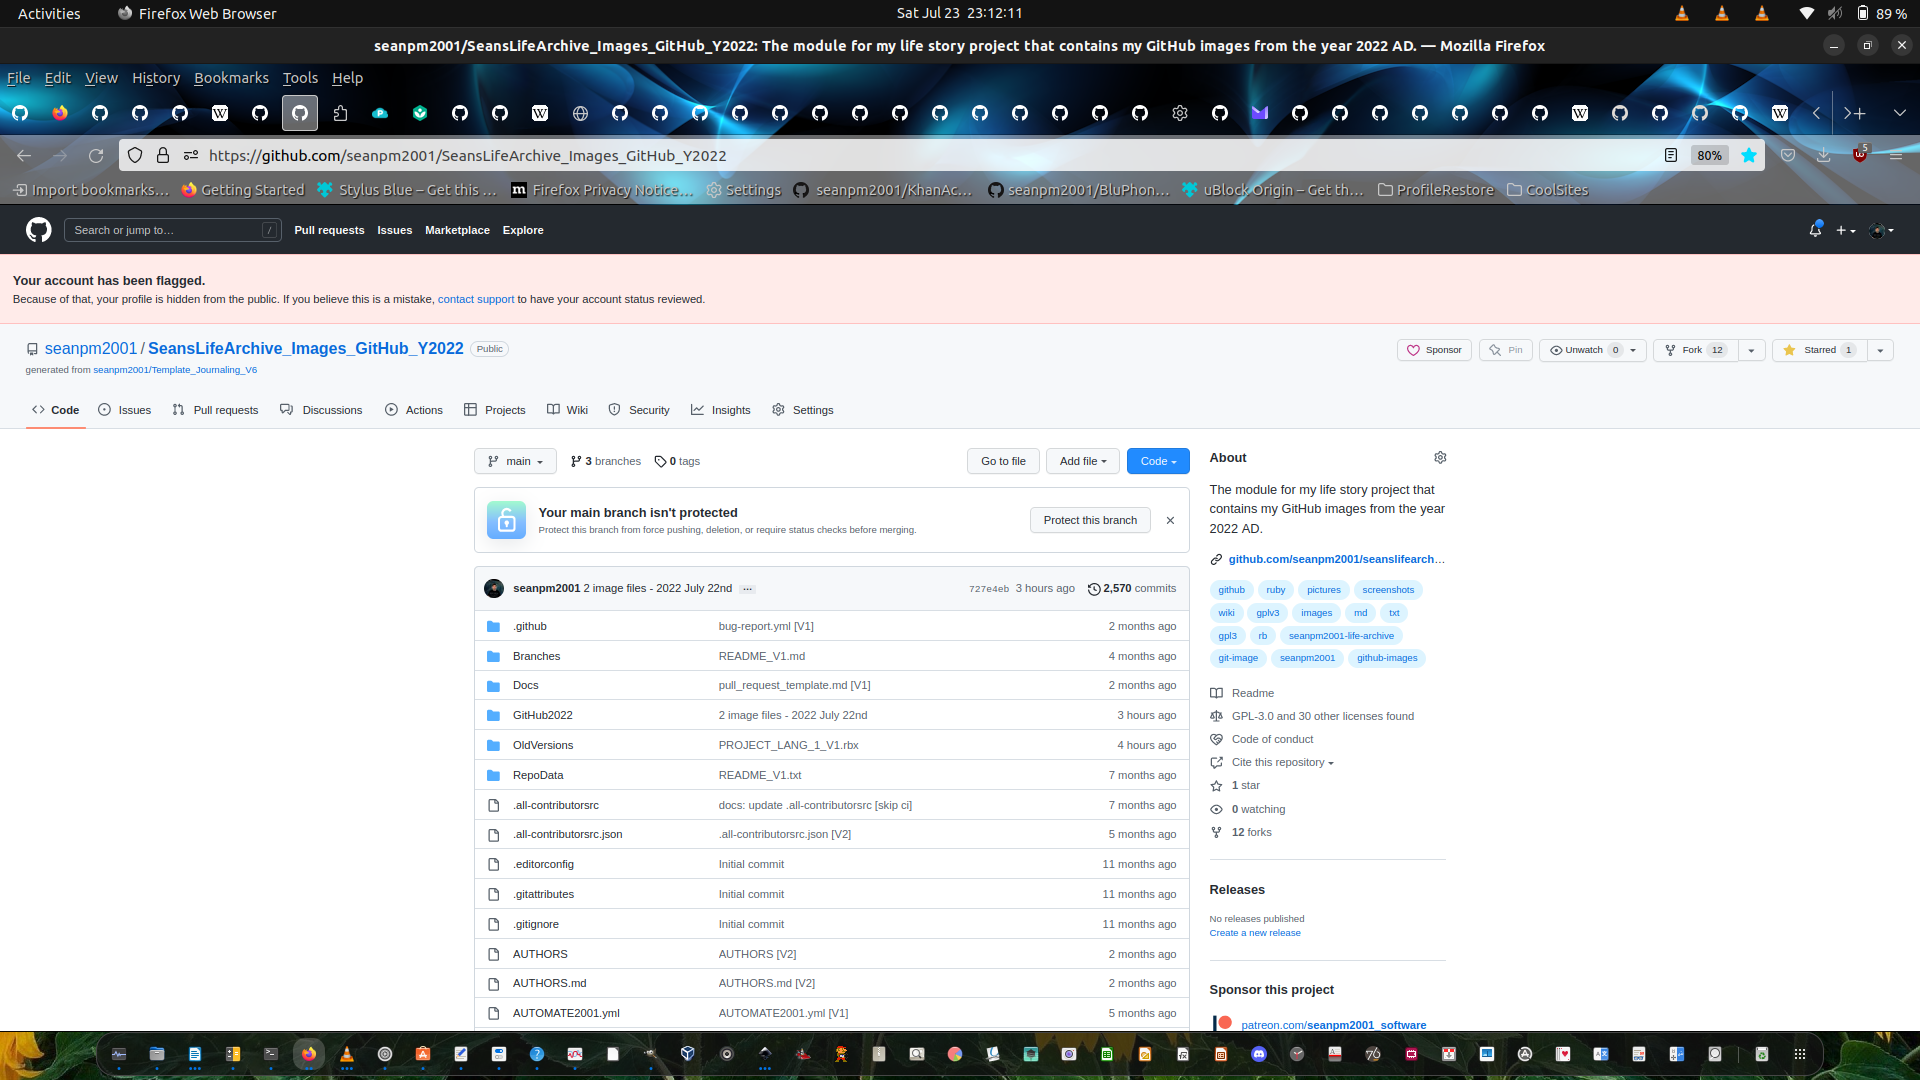 Activities
Firefox Web Browser
Sat Jul 23 23:12:11
89 %
seanpm2001/SeansLifeArchive_Images_GitHub_Y2022: The module for my life story project that contains my GitHub images from the year 2022 AD. — Mozilla Firefox
File Edit View History Bookmarks Tools Help
https://github.com/seanpm2001/SeansLifeArchive_Images_GitHub_Y2022
80%
5
Import bookmarks…
Getting Started
Stylus Blue – Get this …
Firefox Privacy Notice…
Settings
seanpm2001/KhanAc…
seanpm2001/BluPhon…
uBlock Origin – Get th…
ProfileRestore
CoolSites
Search or jump to…
/
Pull requests
Issues
Marketplace
Explore
Your account has been flagged.
Because of that, your profile is hidden from the public. If you believe this is a mistake, contact support to have your account status reviewed.
seanpm2001 / SeansLifeArchive_Images_GitHub_Y2022 Public
Sponsor
Pin
Unwatch 0
Fork 12
Starred 1
generated from seanpm2001/Template_Journaling_V6
Code
Issues
Pull requests
Discussions
Actions
Projects
Wiki
Security
Insights
Settings
main
3 branches
0 tags
Go to file
Add file
Code
Your main branch isn't protected
Protect this branch from force pushing, deletion, or require status checks before merging.
Protect this branch
seanpm2001 2 image files - 2022 July 22nd
727e4eb 3 hours ago
2,570 commits
.github bug-report.yml [V1] 2 months ago
Branches README_V1.md 4 months ago
Docs pull_request_template.md [V1] 2 months ago
GitHub2022 2 image files - 2022 July 22nd 3 hours ago
OldVersions PROJECT_LANG_1_V1.rbx 4 hours ago
RepoData README_V1.txt 7 months ago
.all-contributorsrc docs: update .all-contributorsrc [skip ci] 7 months ago
.all-contributorsrc.json .all-contributorsrc.json [V2] 5 months ago
.editorconfig Initial commit 11 months ago
.gitattributes Initial commit 11 months ago
.gitignore Initial commit 11 months ago
AUTHORS AUTHORS [V2] 2 months ago
AUTHORS.md AUTHORS.md [V2] 2 months ago
AUTOMATE2001.yml AUTOMATE2001.yml [V1] 5 months ago
About
The module for my life story project that
contains my GitHub images from the year
2022 AD.
github.com/seanpm2001/seanslifearch…
github ruby pictures screenshots
wiki gplv3 images md txt
gpl3 rb seanpm2001-life-archive
git-image seanpm2001 github-images
Readme
GPL-3.0 and 30 other licenses found
Code of conduct
Cite this repository
1 star
0 watching
12 forks
Releases
No releases published
Create a new release
Sponsor this project
patreon.com/seanpm2001_software